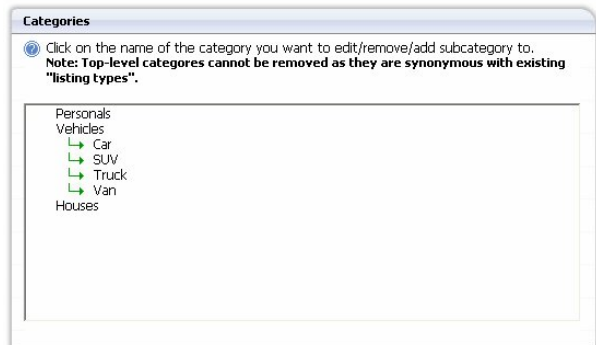 Categories
Click on the name of the category you want to edit/remove/add subcategory to.
Note: Top-level categores cannot be removed as they are synonymous with existing
"listing types".
Personals
Vehicles
Car
SUV
Truck
Van
Houses